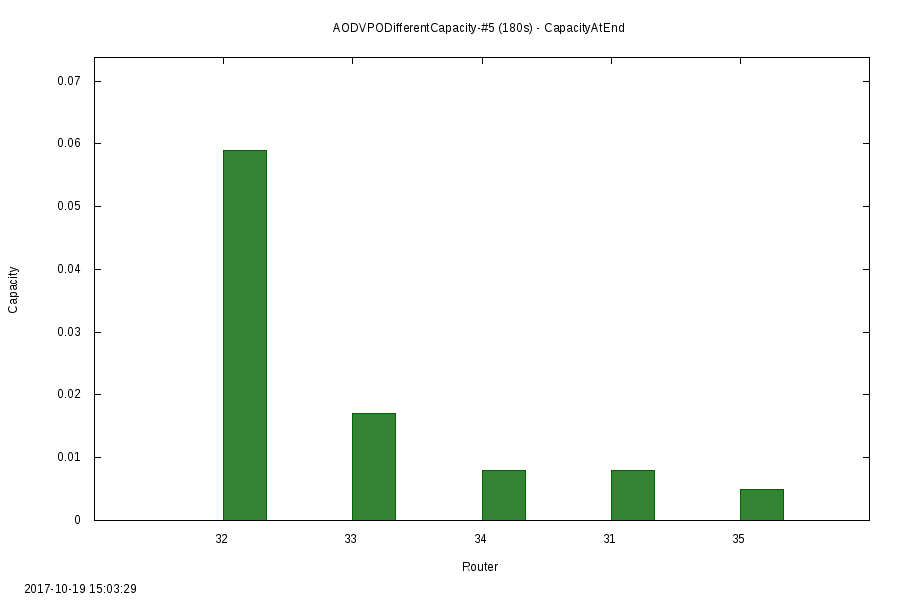 AODVPODifferentCapacity-#5 (180s) - CapacityAtEnd
0.07
0.06
0.05
0.04
0.03
0.02
0.01
0
Capacity
32 33 34 31 35
Router
2017-10-19 15:03:29